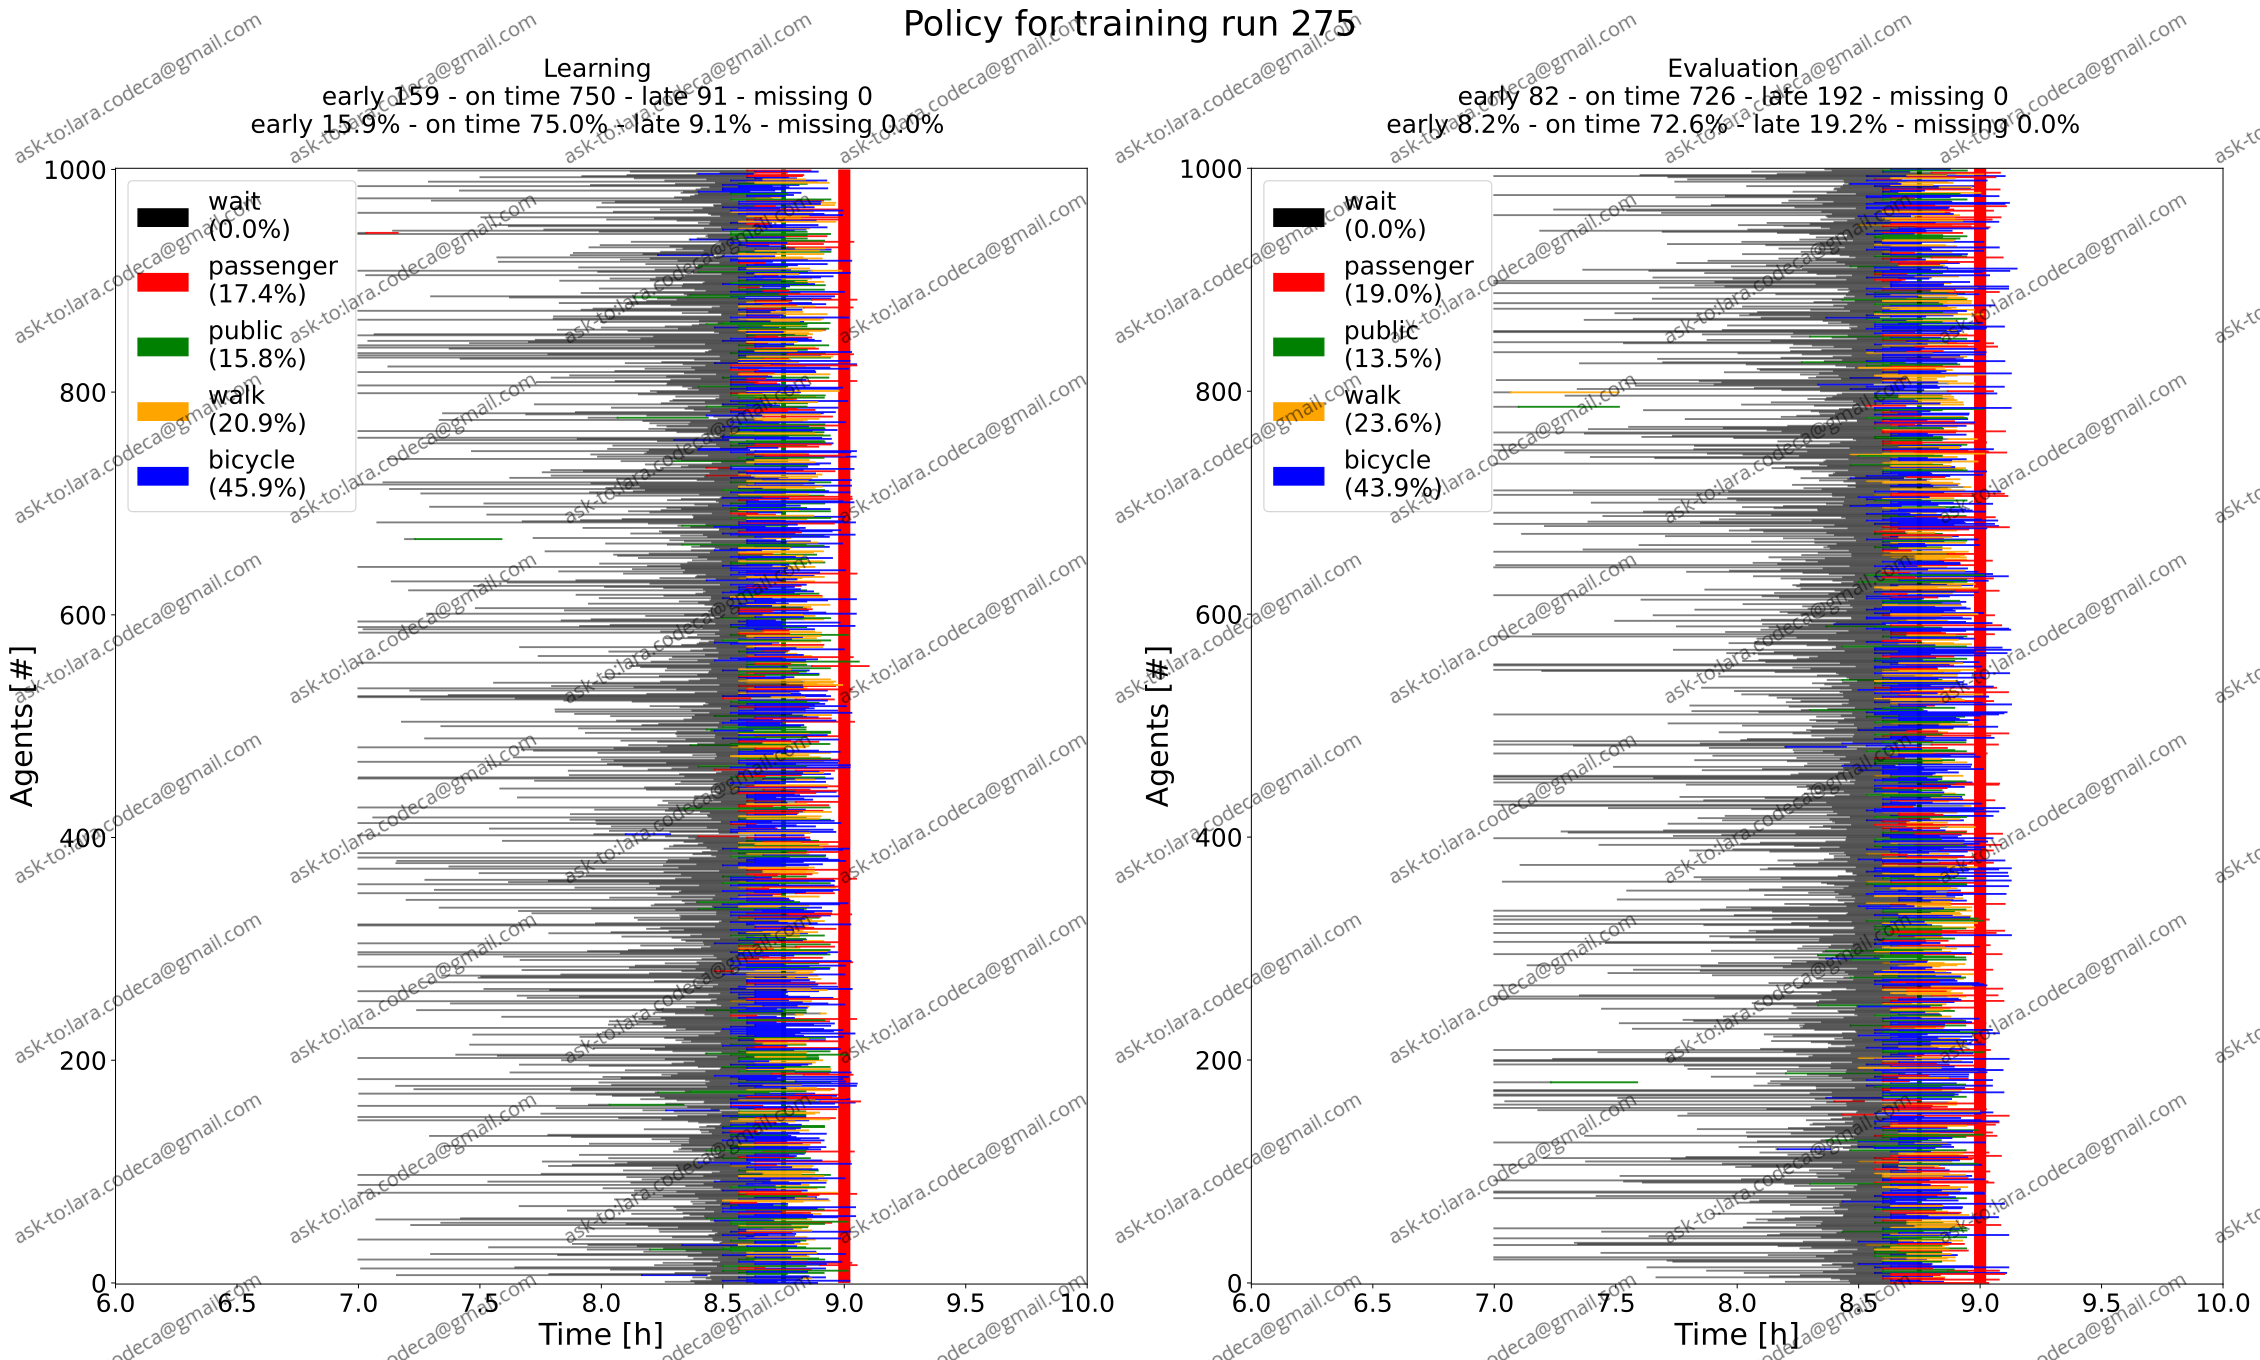 Policy for training run 275
Learning
early 159 - on time 750 - late 91 - missing 0
early 15.9% - on time 75.0% - late 9.1% - missing 0.0%
1000
800
600
400
200
0
Agents [#]
wait
(0.0%)
passenger
(17.4%)
public
(15.8%)
walk
(20.9%)
bicycle
(45.9%)
6.0 6.5 7.0 7.5 8.0 8.5 9.0 9.5 10.0
Time [h]
Evaluation
early 82 - on time 726 - late 192 - missing 0
early 8.2% - on time 72.6% - late 19.2% - missing 0.0%
1000
800
600
400
200
0
Agents [#]
wait
(0.0%)
passenger
(19.0%)
public
(13.5%)
walk
(23.6%)
bicycle
(43.9%)
6.0 6.5 7.0 7.5 8.0 8.5 9.0 9.5 10.0
Time [h]
ask-to:lara.codeca@gmail.com